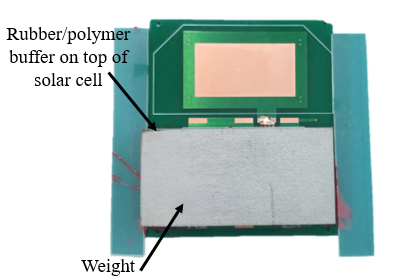 Rubber/polymer
buffer on top of
solar cell
Weight